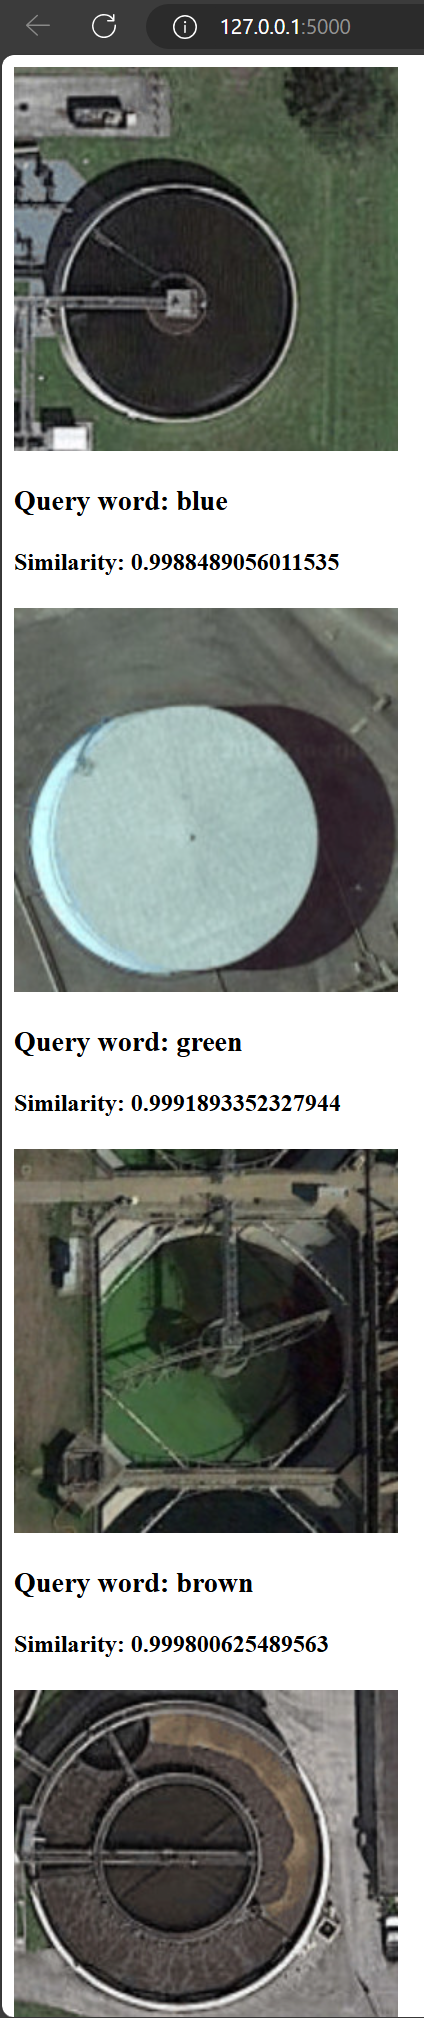 127.0.0.1:5000
Query word: blue
Similarity: 0.9988489056011535
Query word: green
Similarity: 0.9991893352327944
Query word: brown
Similarity: 0.999800625489563